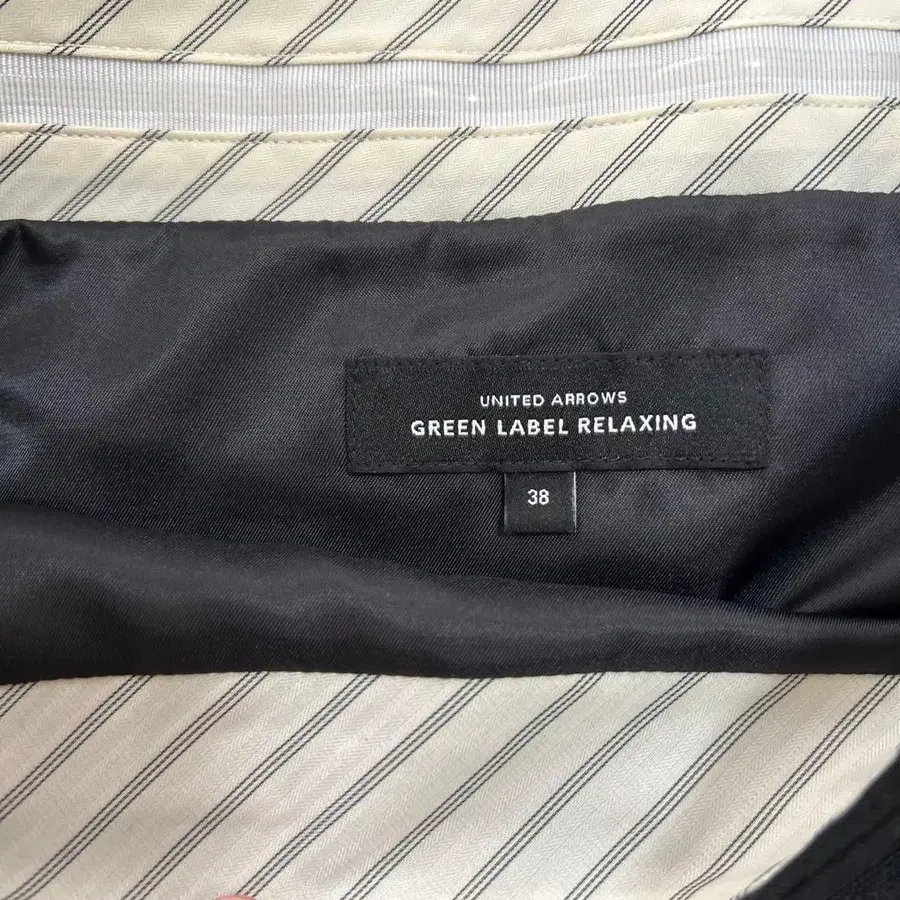 UNITED ARROWS
GREEN LABEL RELAXING
38